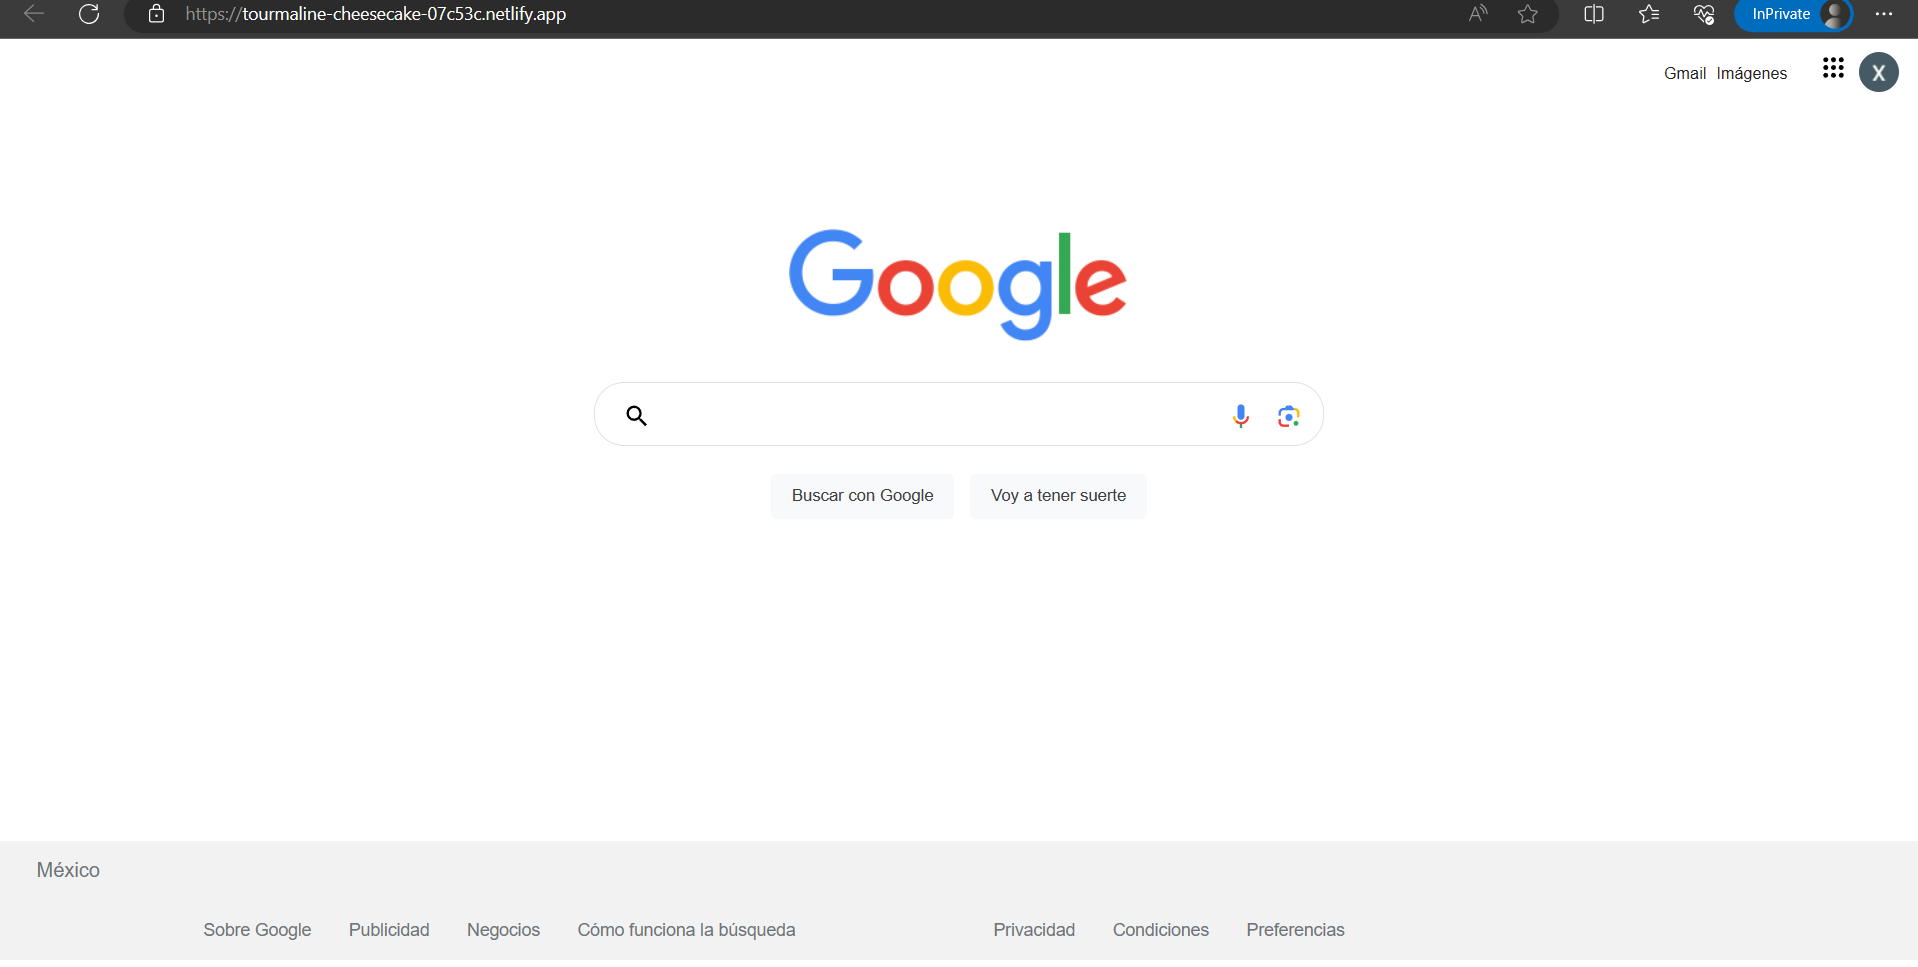 https://tourmaline-cheesecake-07c53c.netlify.app
InPrivate
Gmail Imágenes
X
Google
Buscar con Google Voy a tener suerte
México
Sobre Google Publicidad Negocios Cómo funciona la búsqueda Privacidad Condiciones Preferencias